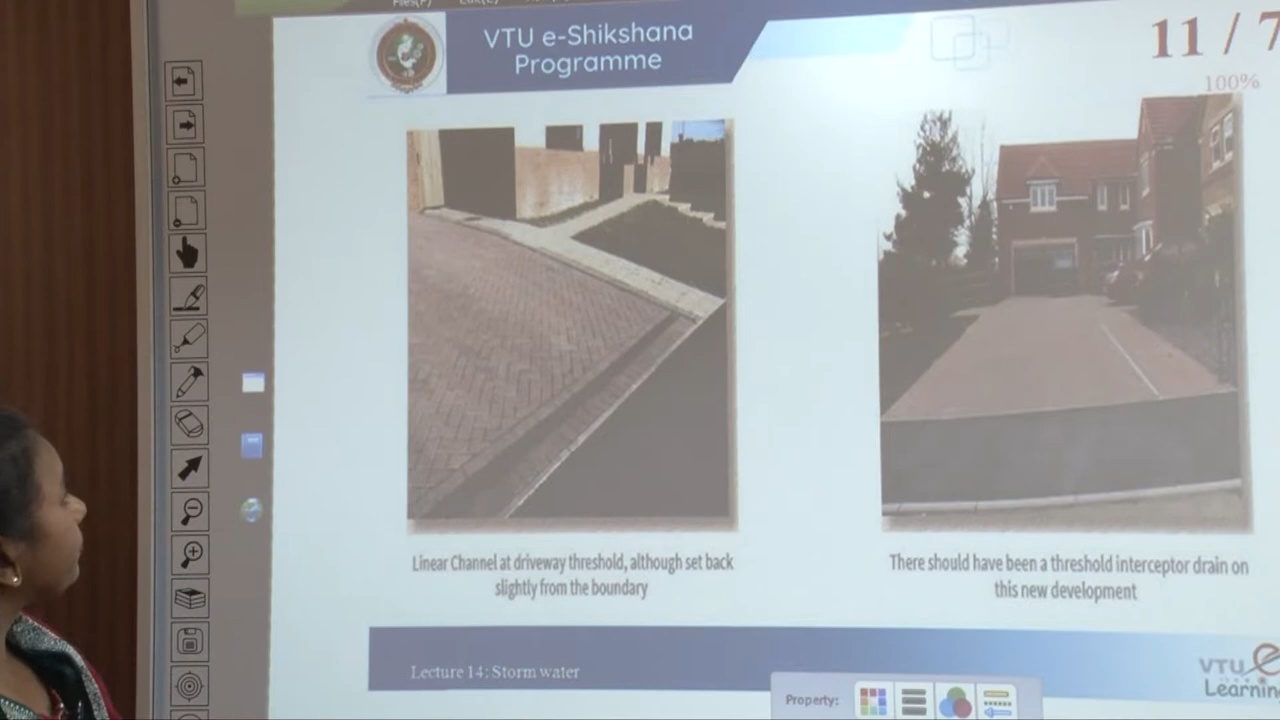 VTU e-Shikshana
Programme
11 / 7
100%
Linear Channel at driveway threshold, although set back
slightly from the boundary
There should have been a threshold interceptor drain on
this new development
Lecture 14: Storm water
VTU e
Learning
Property: